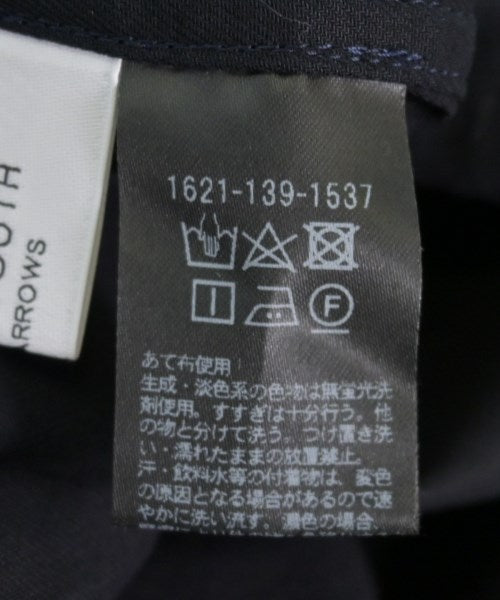 ARROWS
1621-139-1537
F
あて布使用
生成・淡色系の色物は無蛍光洗
剤使用。すすぎは十分行う。他
の物と分けて洗う。つけ置き洗
い・濡れたままの放置禁止。
汗・飲料水等の付着物は、変色
の原因となる場合があるので速
やかに洗い流す。濃色の場合、